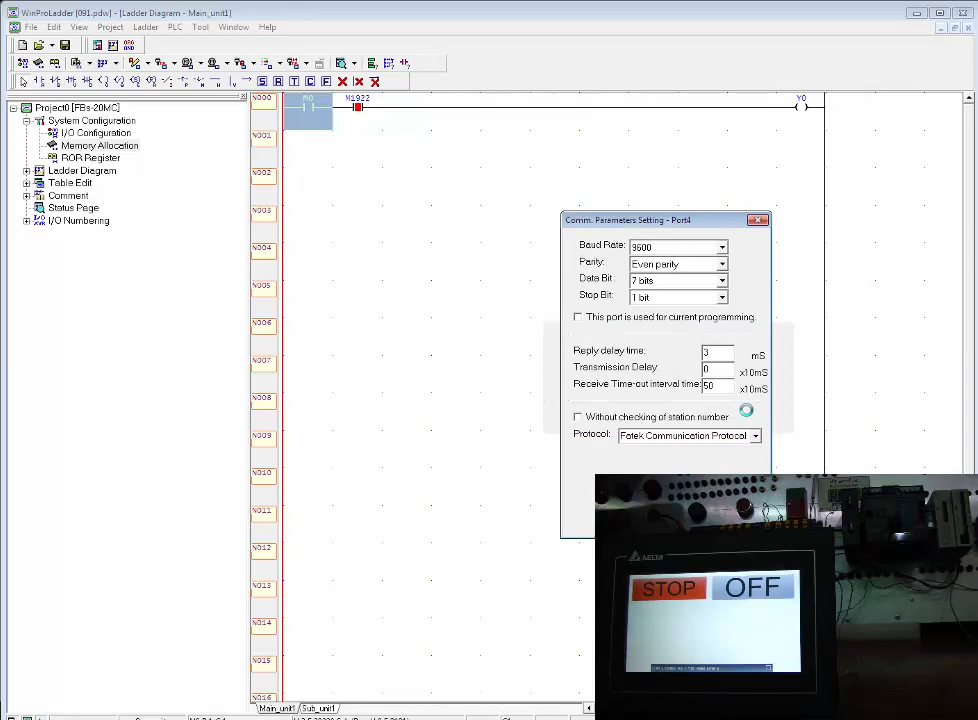 WinProLadder [091.pdw] - [Ladder Diagram - Main_unit1]
File Edit View Project Ladder PLC Tool Window Help
ORG
AND
S R T C F
Project0 [FBs-20MC]
System Configuration
I/O Configuration
Memory Allocation
ROR Register
Ladder Diagram
Table Edit
Comment
Status Page
I/O Numbering
N000
M0
M1922
Y0
N001
N002
N003
N004
N005
N006
N007
N008
N009
N010
N011
N012
N013
N014
N015
N016
Main_unit1 Sub_unit1
Comm. Parameters Setting - Port4
Baud Rate: 9600
Parity: Even parity
Data Bit: 7 bits
Stop Bit: 1 bit
This port is used for current programming.
Reply delay time: 3 mS
Transmission Delay: 0 x10mS
Receive Time-out interval time: 50 x10mS
Without checking of station number
Protocol: Fatek Communication Protocol
DELTA
STOP OFF